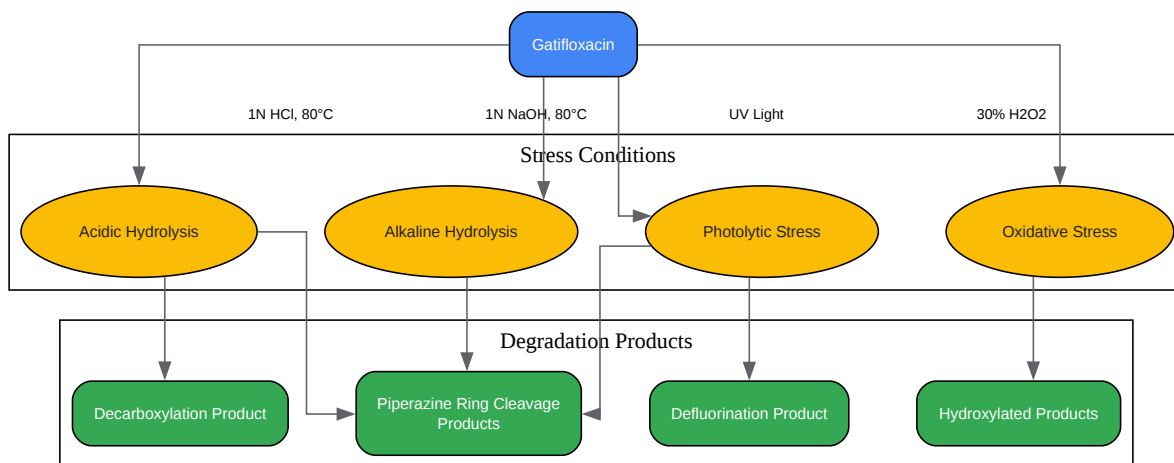 Gatifloxacin
1N HCl, 80°C
1N NaOH, 80°C
UV Light
30% H2O2
Stress Conditions
Acidic Hydrolysis
Alkaline Hydrolysis
Photolytic Stress
Oxidative Stress
Degradation Products
Decarboxylation Product
Piperazine Ring Cleavage
Products
Defluorination Product
Hydroxylated Products